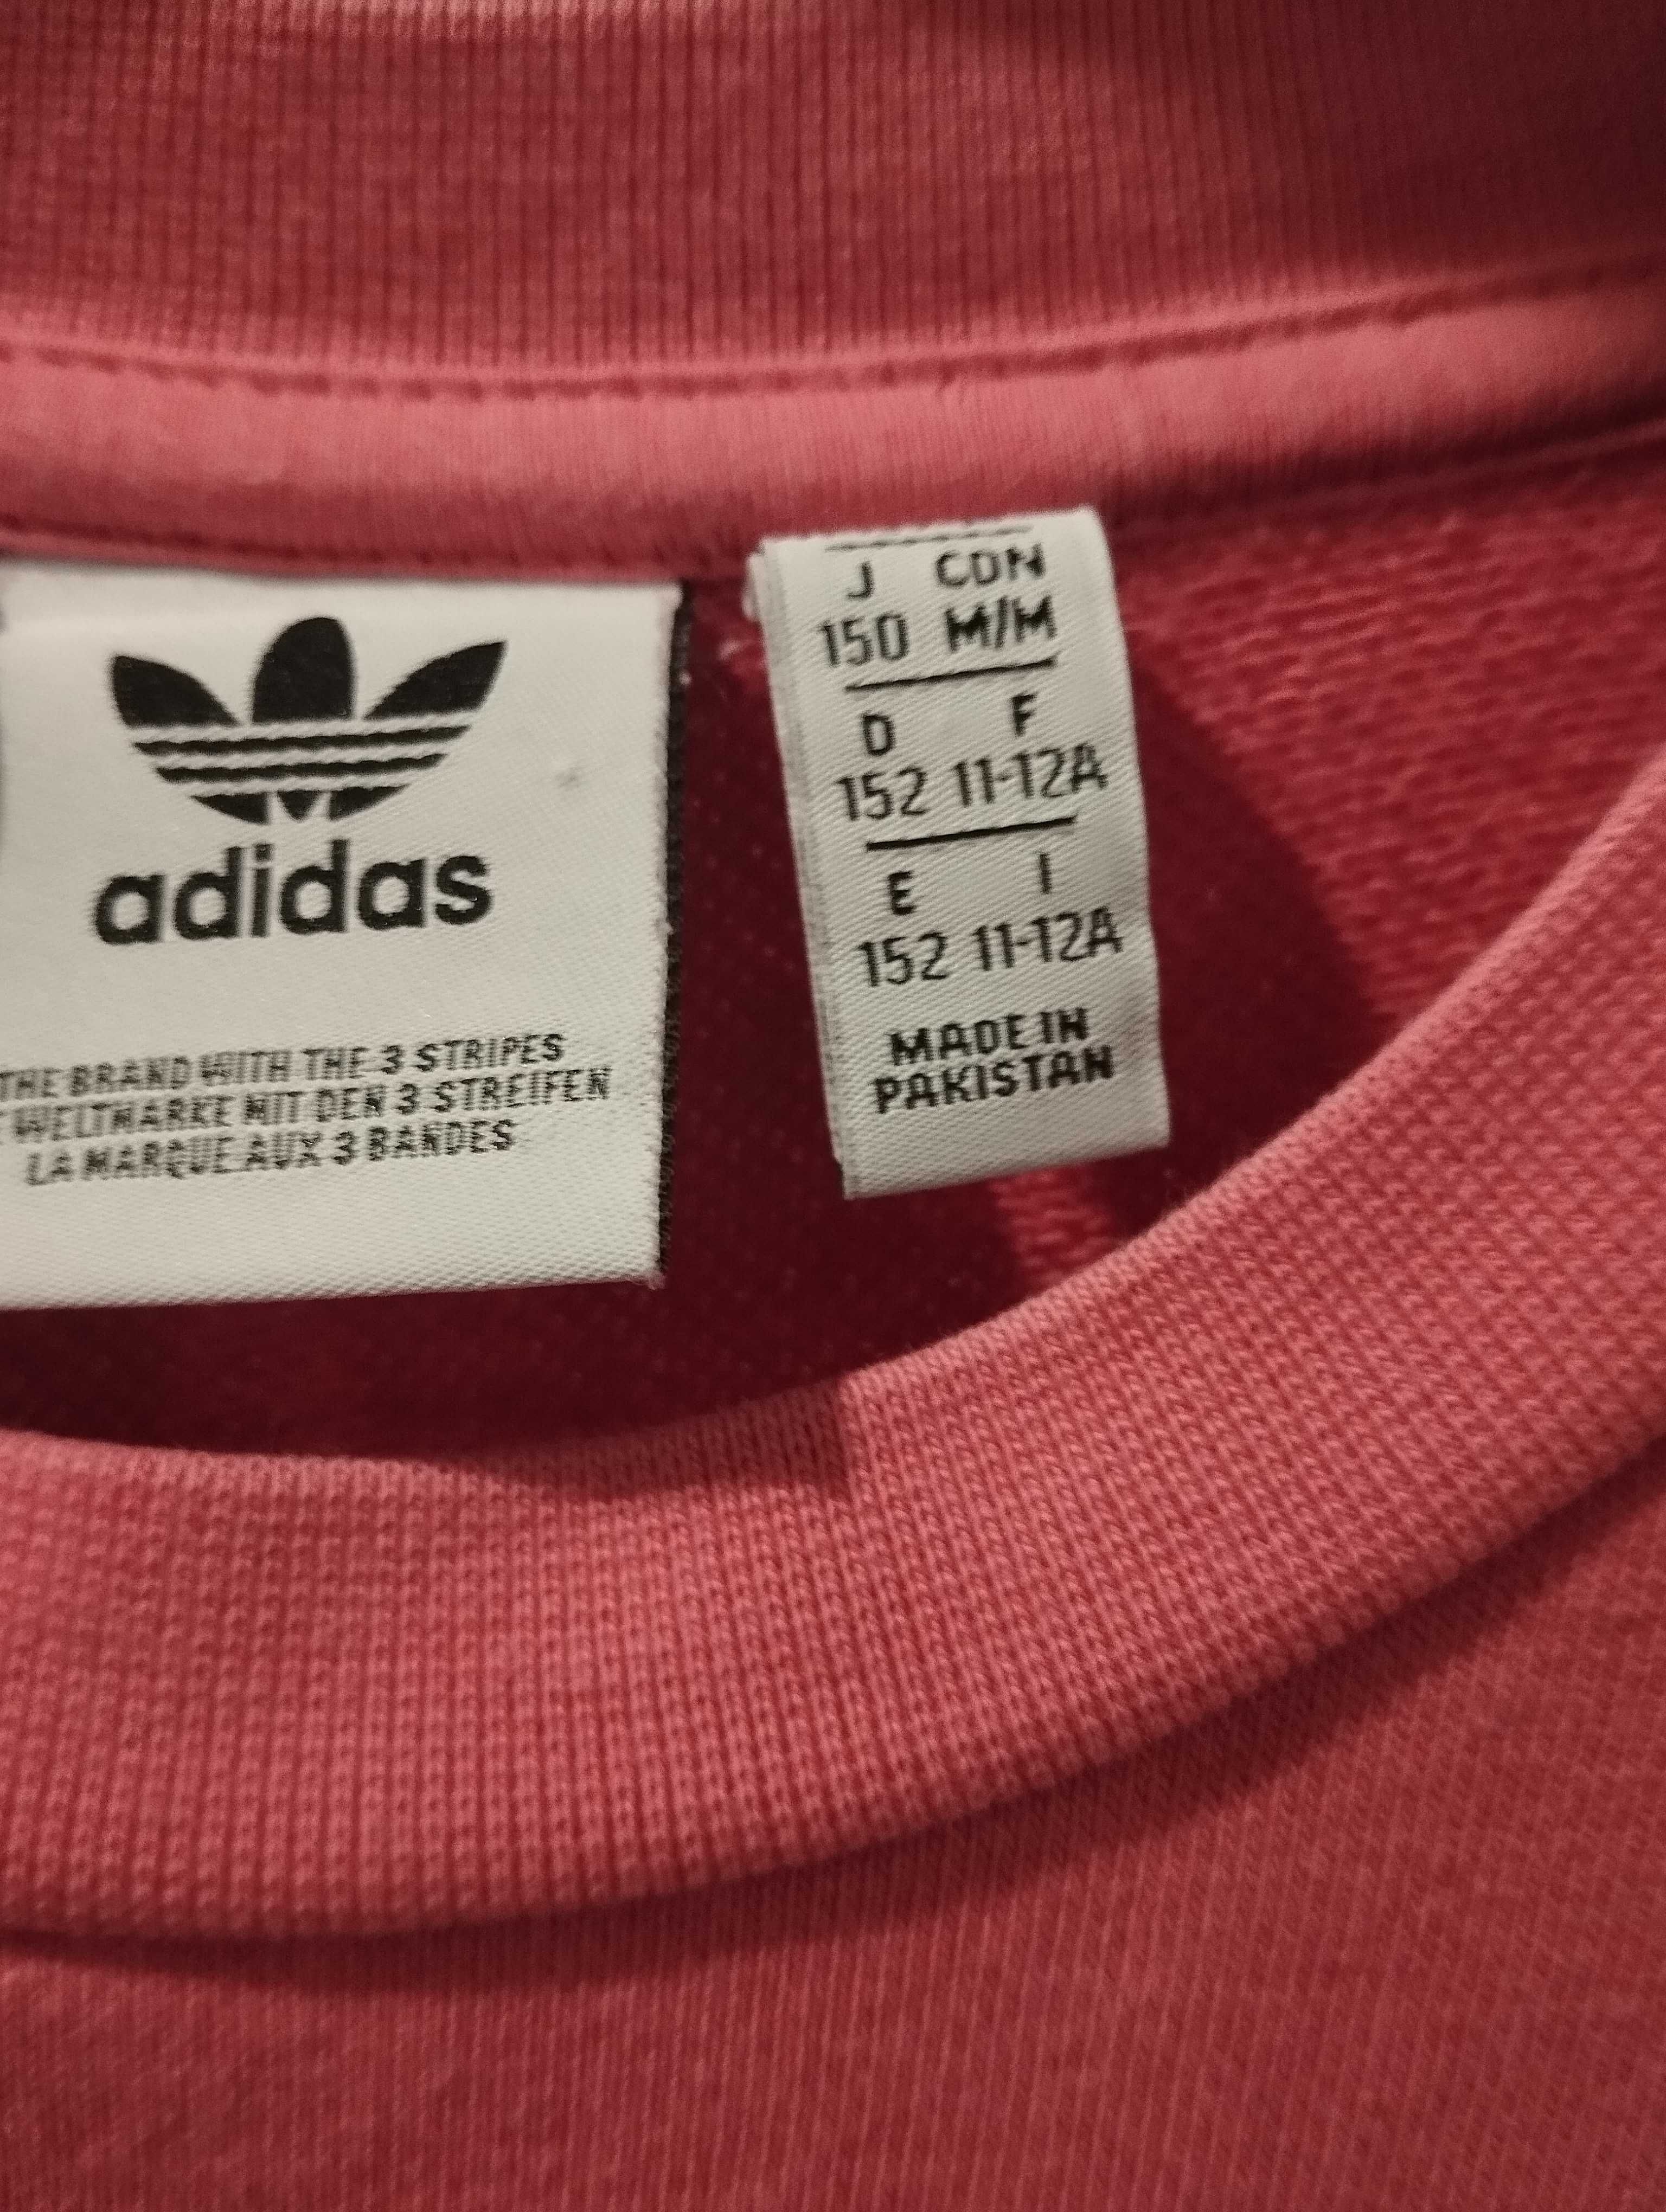 adidas
THE BRAND WITH THE 3 STRIPES
WELTMARKE MIT DEN 3 STREIFEN
LA MARQUE AUX 3 BANDES
J CDN
150 M/M
D F
152 11-12A
E I
152 11-12A
MADE IN
PAKISTAN